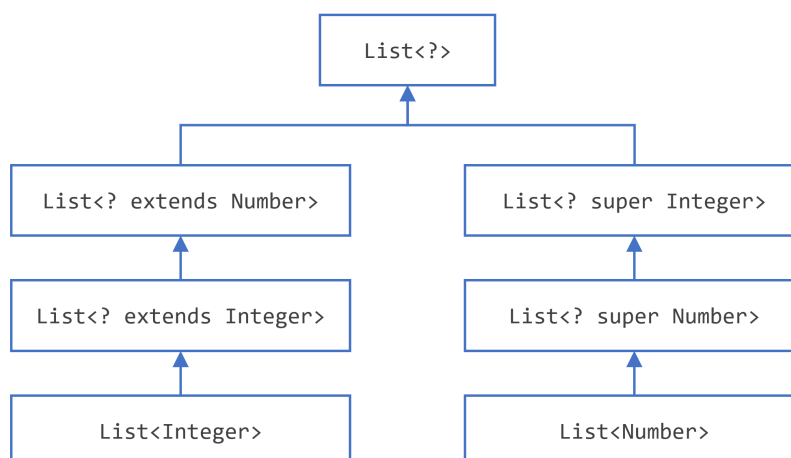 List<?>
List<? extends Number>
List<? super Integer>
List<? extends Integer>
List<? super Number>
List<Integer>
List<Number>